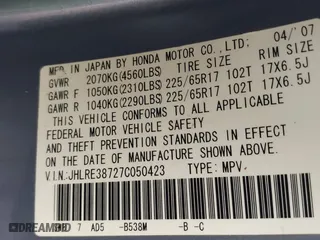 MFD. IN JAPAN BY HONDA MOTOR CO., LTD. 04/'07
GVWR 2070KG(4560LBS) TIRE SIZE RIM SIZE
GAWR F 1050KG(2310LBS) 225/65R17 102T 17X6.5J
GAWR R 1040KG(2290LBS) 225/65R17 102T 17X6.5J
THIS VEHICLE CONFORMS TO ALL APPLICABLE
FEDERAL MOTOR VEHICLE SAFETY
AND THEFT PREVENTION STANDARDS IN EFFECT
ON THE DATE OF MANUFACTURE SHOWN ABOVE.
V.I.N:JHLRE38727C050423 TYPE: MPV
7 AD5 -B538M -B -C
DREAMBID